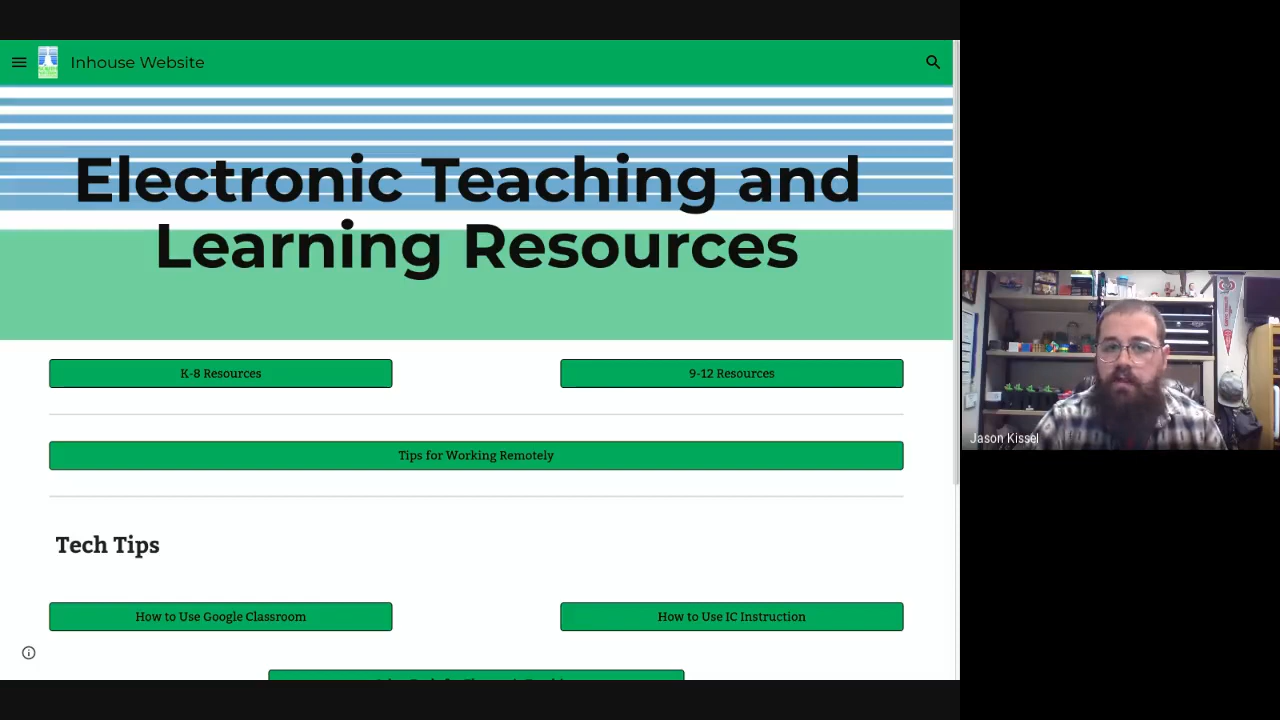 Inhouse Website
Electronic Teaching and
Learning Resources
K-8 Resources
9-12 Resources
Tips for Working Remotely
Tech Tips
How to Use Google Classroom
How to Use IC Instruction
Jason Kissel